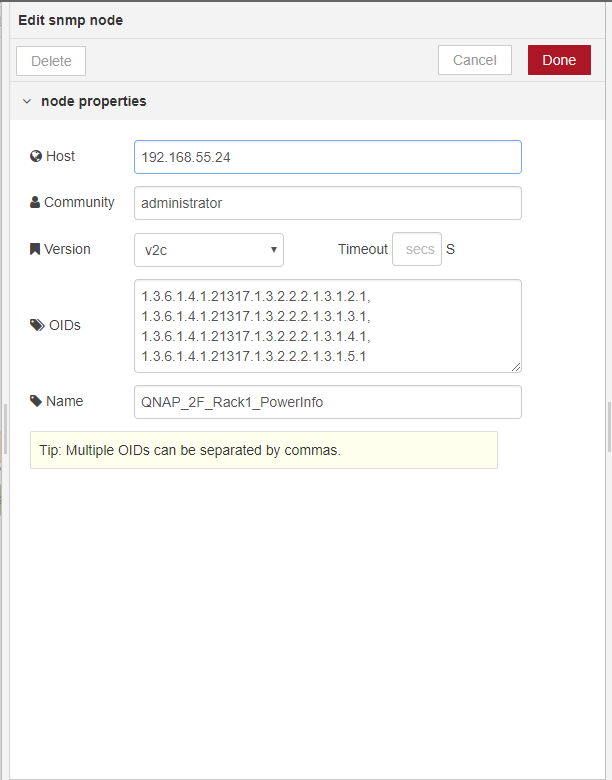 Edit snmp node
Delete
Cancel
Done
node properties
Host
192.168.55.24
Community
administrator
Version
v2c
Timeout
secs
S
OIDs
1.3.6.1.4.1.21317.1.3.2.2.2.1.3.1.2.1,
1.3.6.1.4.1.21317.1.3.2.2.2.1.3.1.3.1,
1.3.6.1.4.1.21317.1.3.2.2.2.1.3.1.4.1,
1.3.6.1.4.1.21317.1.3.2.2.2.1.3.1.5.1
Name
QNAP_2F_Rack1_PowerInfo
Tip: Multiple OIDs can be separated by commas.